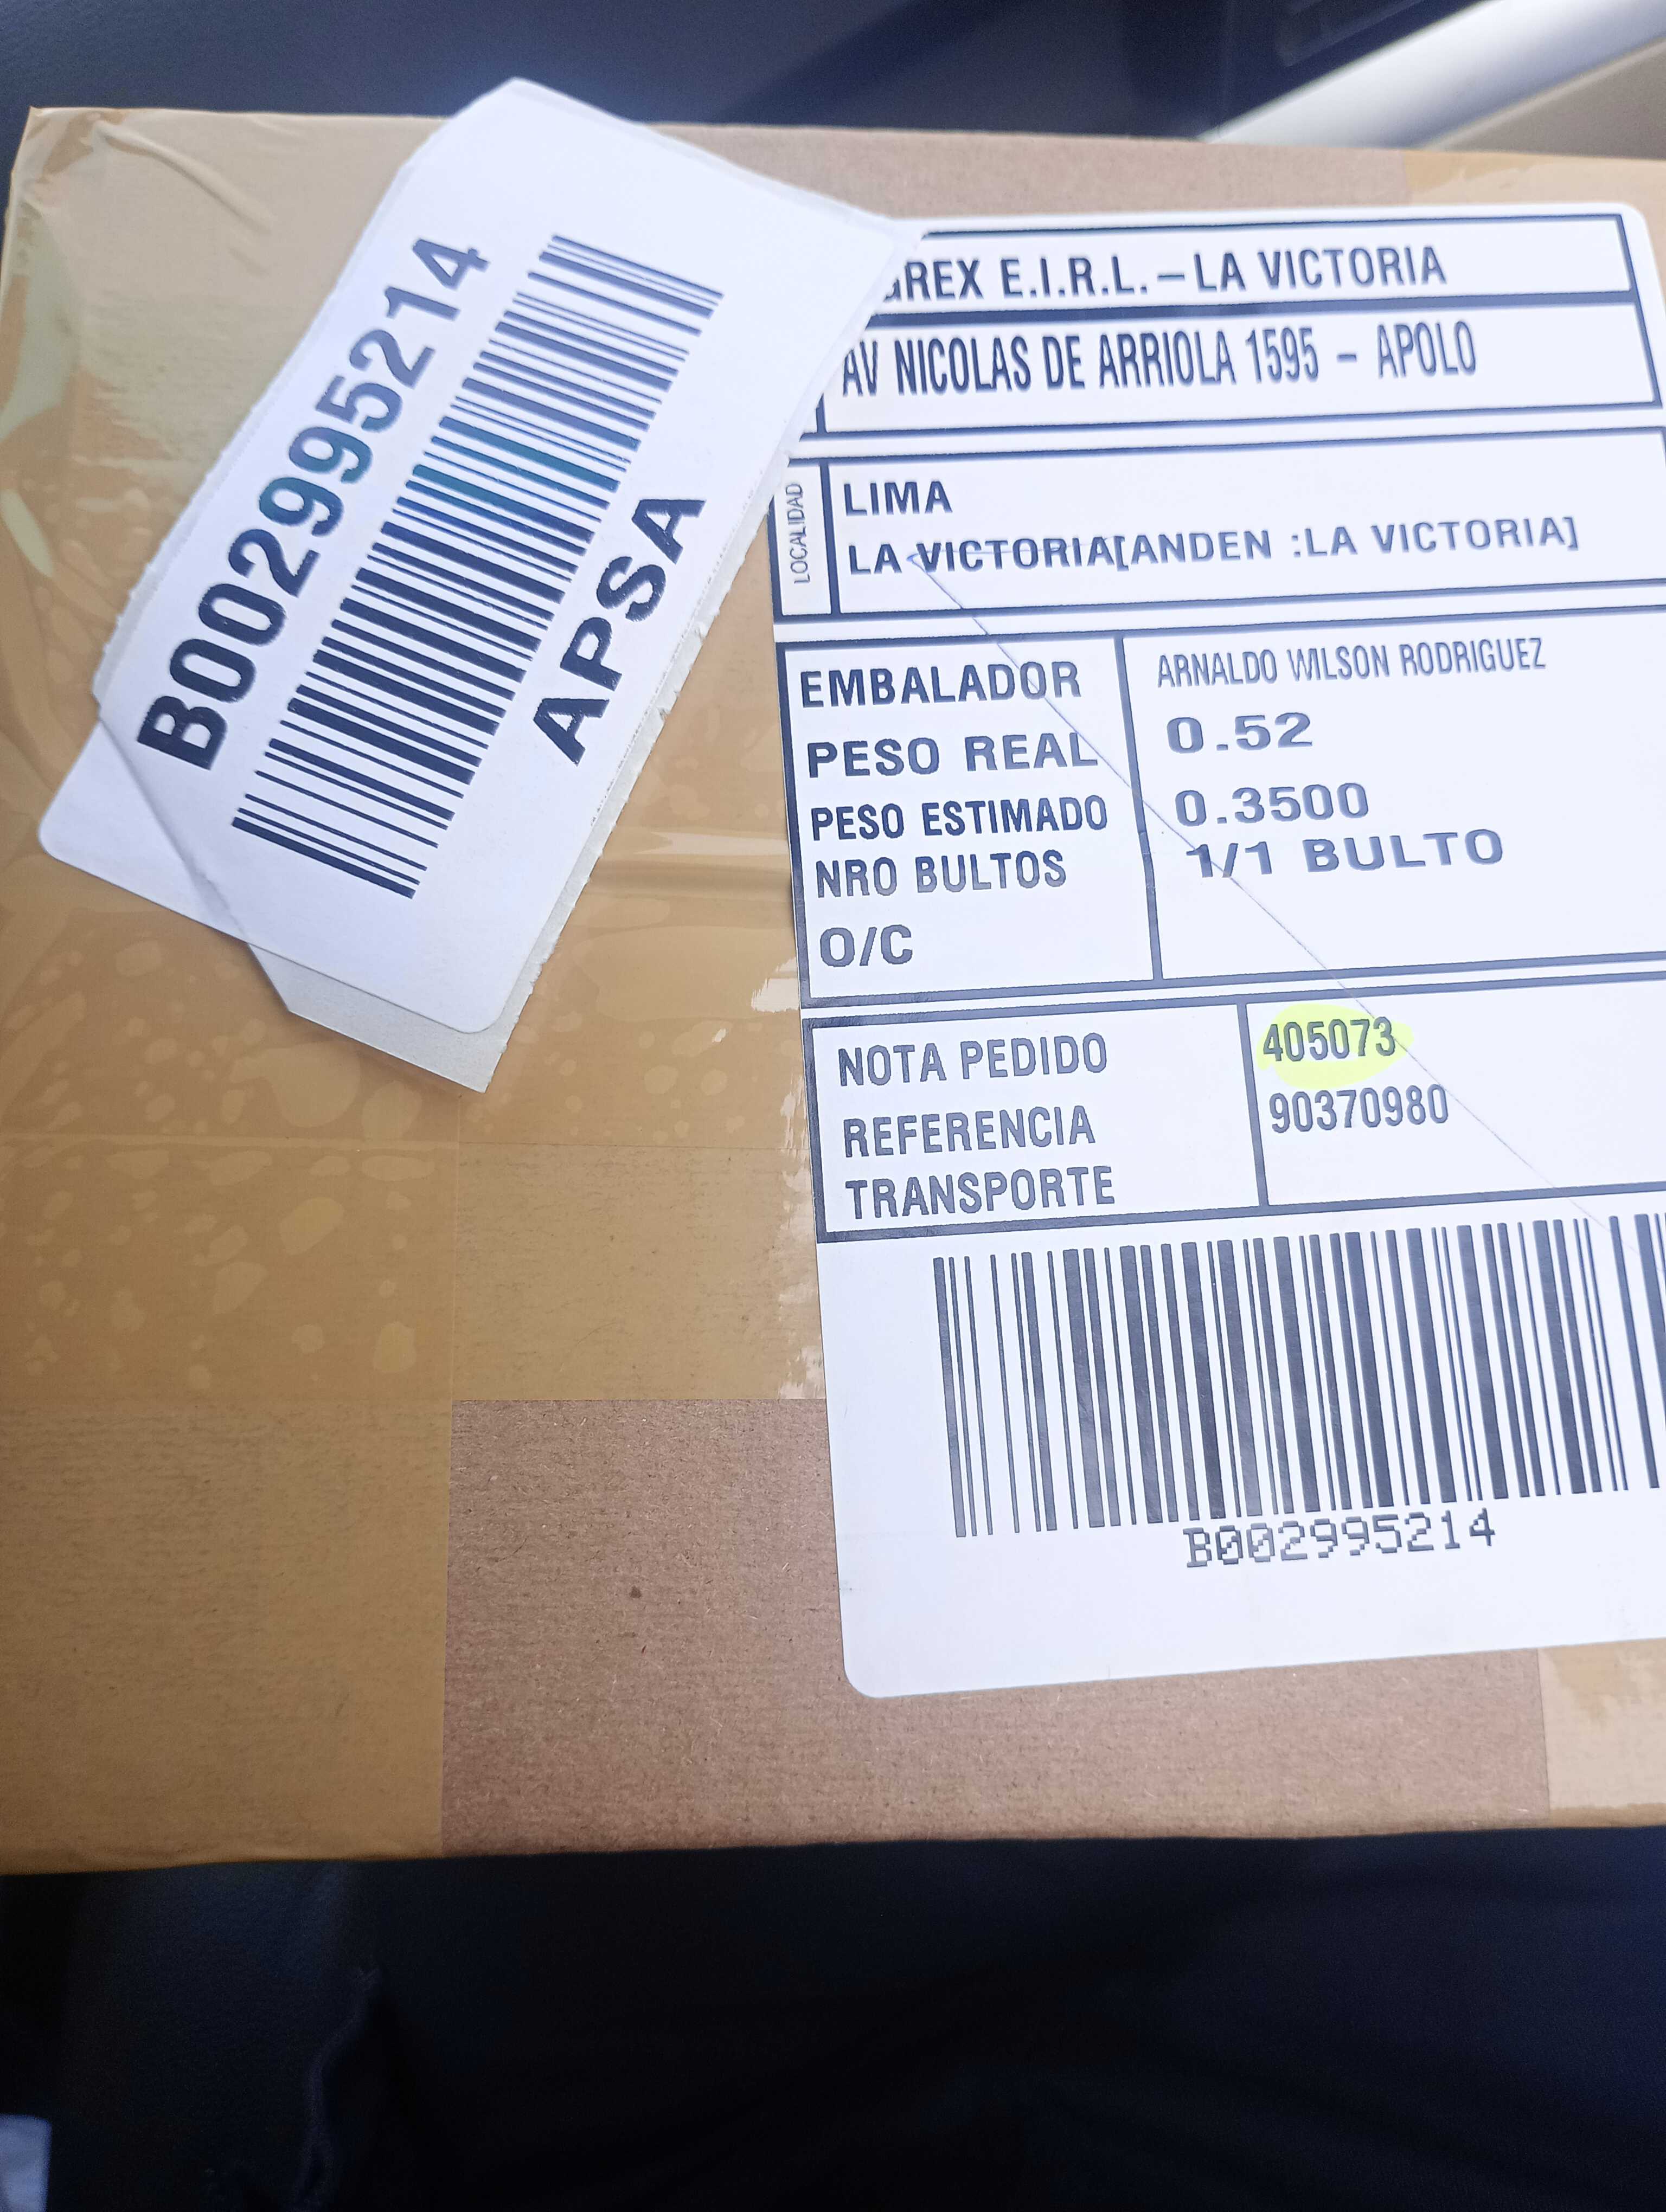 B002995214
APSA
E.I.R.L. – LA VICTORIA
AV NICOLAS DE ARRIOLA 1595 – APOLO
LOCALIDAD
LIMA
LA VICTORIA[ANDEN :LA VICTORIA]
EMBALADOR ARNALDO WILSON RODRIGUEZ
PESO REAL 0.52
PESO ESTIMADO 0.3500
NRO BULTOS 1/1 BULTO
O/C
NOTA PEDIDO 405073
REFERENCIA 90370980
TRANSPORTE
B002995214